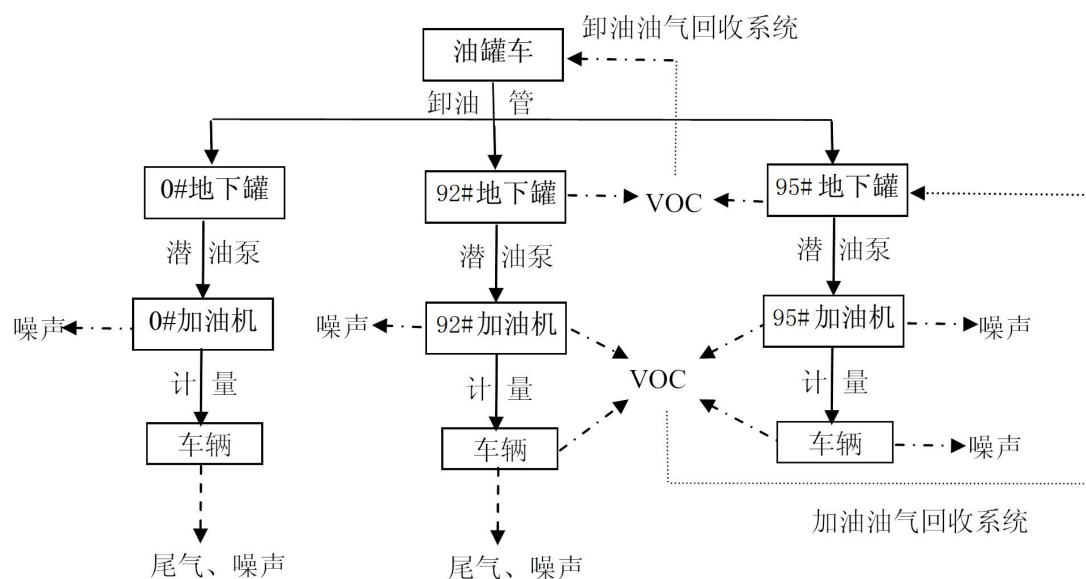 卸油油气回收系统
油罐车
卸油 管
0#地下罐
92#地下罐
VOC
95#地下罐
潜 油泵
潜 油泵
潜 油泵
噪声
0#加油机
噪声
92#加油机
95#加油机
噪声
VOC
计 量
计 量
计 量
车辆
车辆
车辆
噪声
加油油气回收系统
尾气、噪声
尾气、噪声